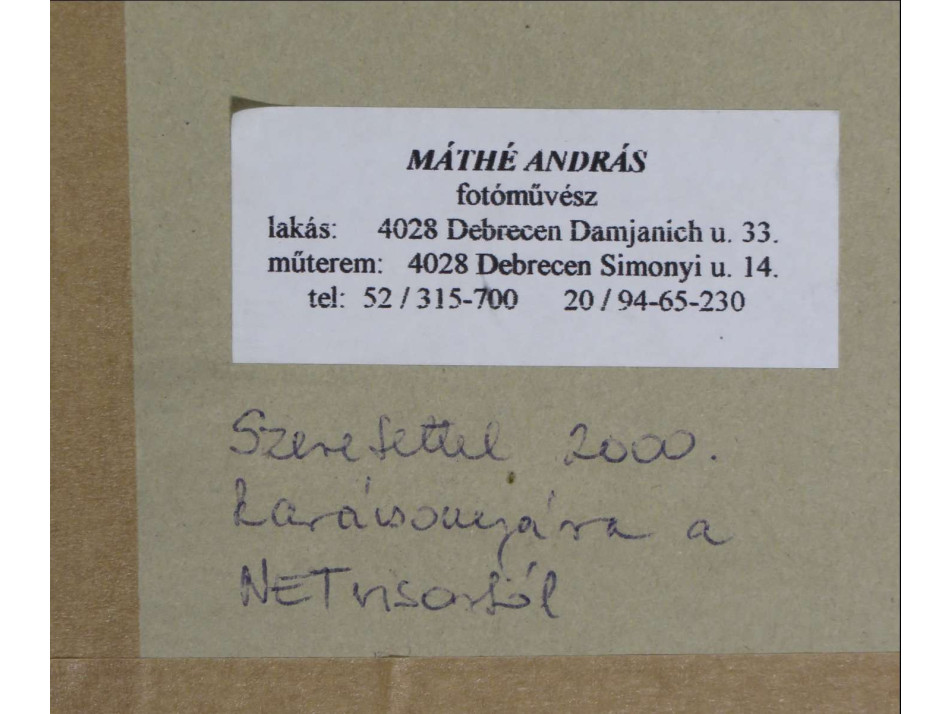 MÁTHÉ ANDRÁS
fotóművész
lakás: 4028 Debrecen Damjanich u. 33.
műterem: 4028 Debrecen Simonyi u. 14.
tel: 52 / 315-700 20 / 94-65-230
Szeretettel 2000.
karácsonyára a
NETvisortól